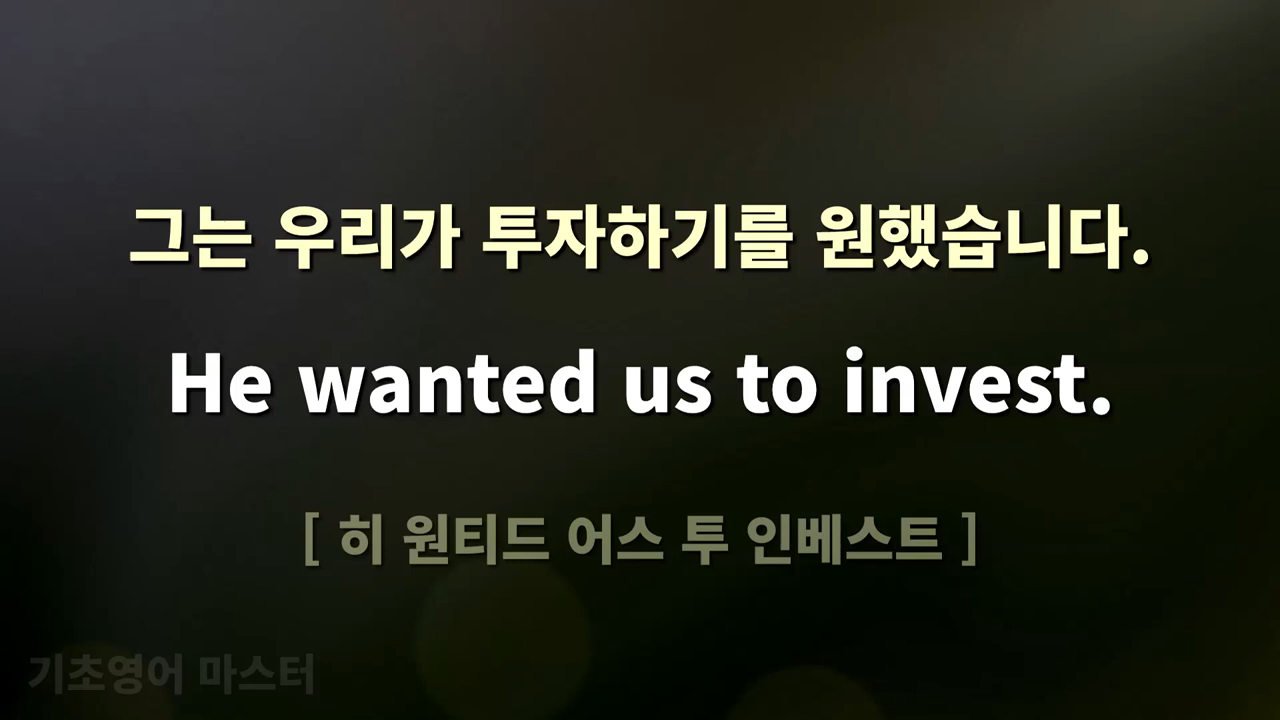 그는 우리가 투자하기를 원했습니다.
He wanted us to invest.
[ 히 원티드 어스 투 인베스트 ]
기초영어 마스터